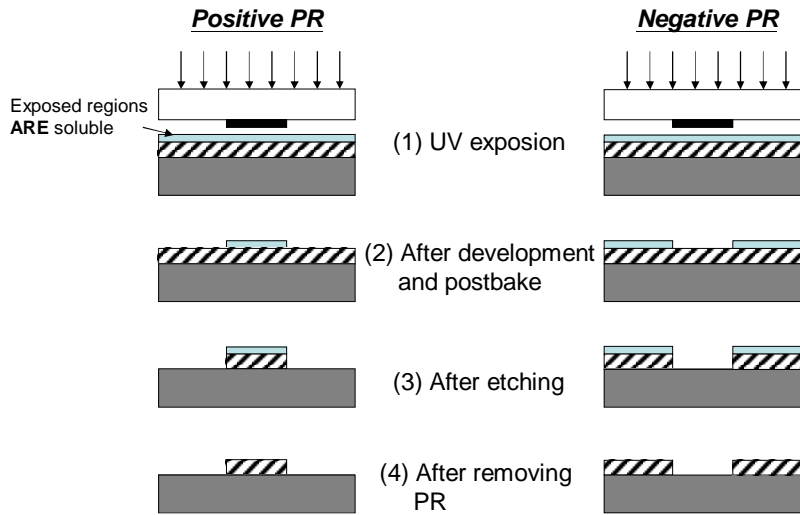 Positive PR
Negative PR
Exposed regions
ARE soluble
(1) UV exposion
(2) After development
and postbake
(3) After etching
(4) After removing
PR